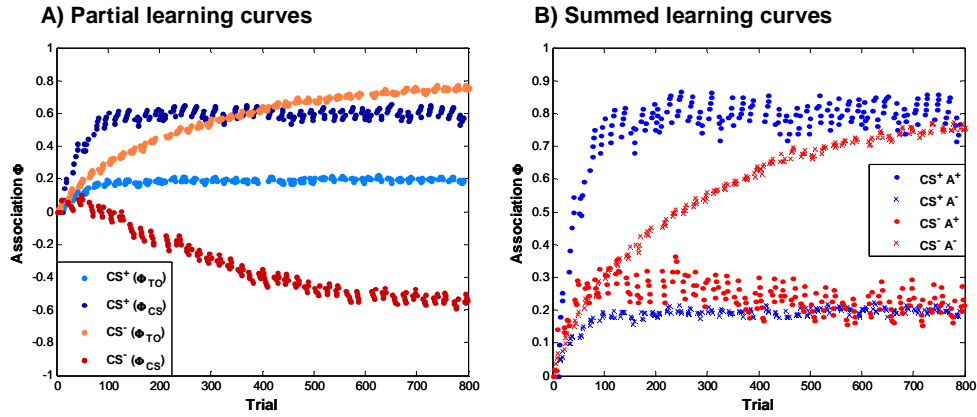 A) Partial learning curves
1
0.8
0.6
0.4
0.2
0
-0.2
-0.4
-0.6
-0.8
-1
Association Φ
CS+ (ΦTO)
CS+ (ΦCS)
CS- (ΦTO)
CS- (ΦCS)
0 100 200 300 400 500 600 700 800
Trial
B) Summed learning curves
1
0.9
0.8
0.7
0.6
0.5
0.4
0.3
0.2
0.1
0
Association Φ
CS+ A+
CS+ A-
CS- A+
CS- A-
0 100 200 300 400 500 600 700 800
Trial